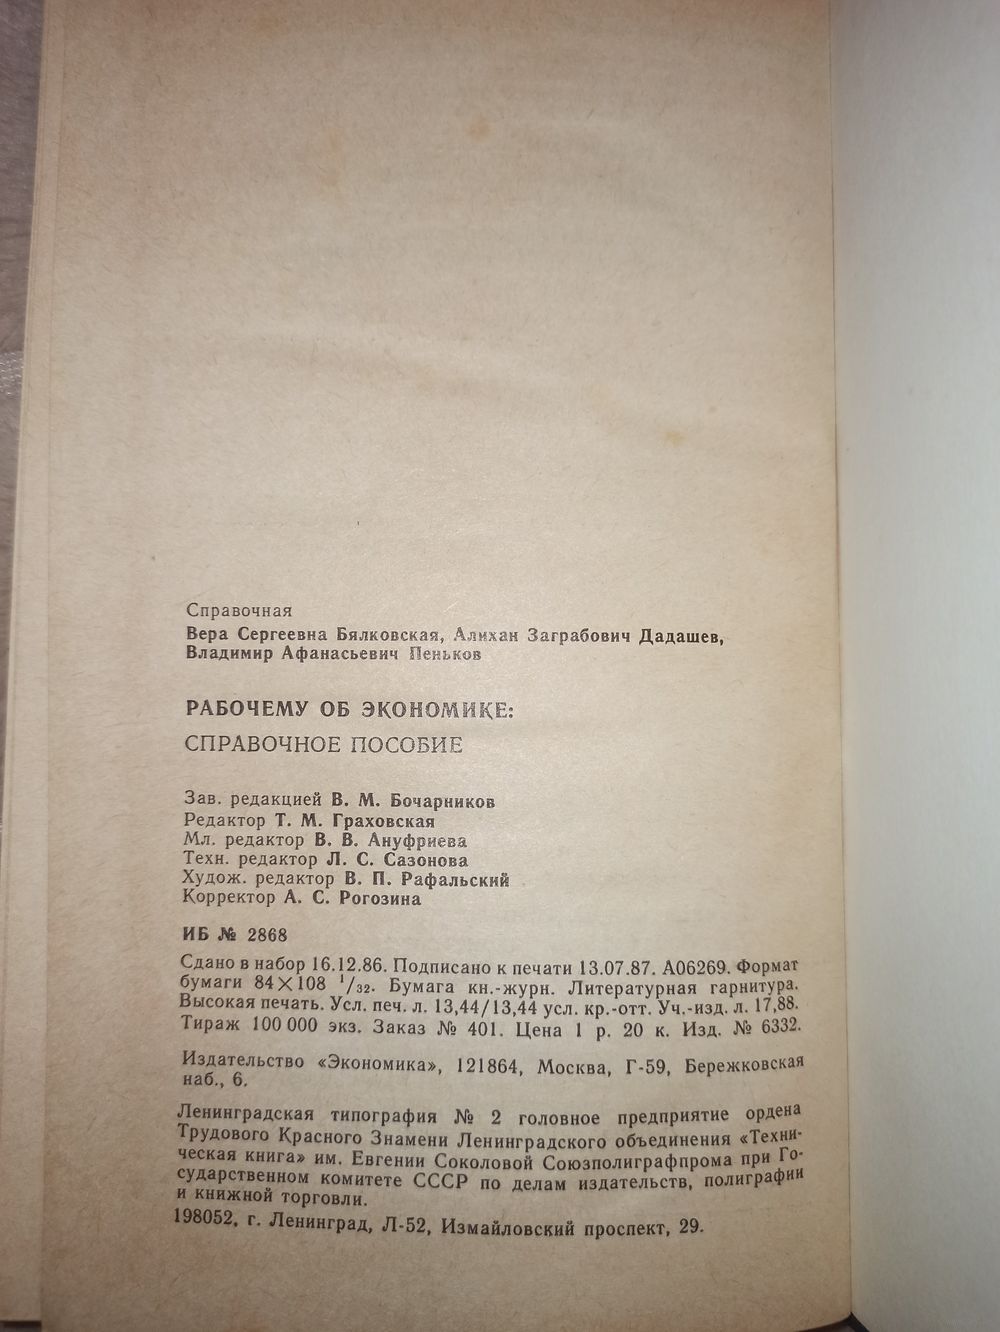 Справочная
Вера Сергеевна Бялковская, Алихан Заграбович Дадашев,
Владимир Афанасьевич Пеньков
РАБОЧЕМУ ОБ ЭКОНОМИКЕ:
СПРАВОЧНОЕ ПОСОБИЕ
Зав. редакцией В. М. Бочарников
Редактор Т. М. Граховская
Мл. редактор В. В. Ануфриева
Техн. редактор Л. С. Сазонова
Худож. редактор В. П. Рафальский
Корректор А. С. Рогозина
ИБ № 2868
Сдано в набор 16.12.86. Подписано к печати 13.07.87. А06269. Формат
бумаги 84×108 1/32. Бумага кн.-журн. Литературная гарнитура.
Высокая печать. Усл. печ. л. 13,44/13,44 усл. кр.-отт. Уч.-изд. л. 17,88.
Тираж 100 000 экз. Заказ № 401. Цена 1 р. 20 к. Изд. № 6332.
Издательство «Экономика», 121864, Москва, Г-59, Бережковская
наб., 6.
Ленинградская типография № 2 головное предприятие ордена
Трудового Красного Знамени Ленинградского объединения «Техни-
ческая книга» им. Евгении Соколовой Союзполиграфпрома при Го-
сударственном комитете СССР по делам издательств, полиграфии
и книжной торговли.
198052, г. Ленинград, Л-52, Измайловский проспект, 29.